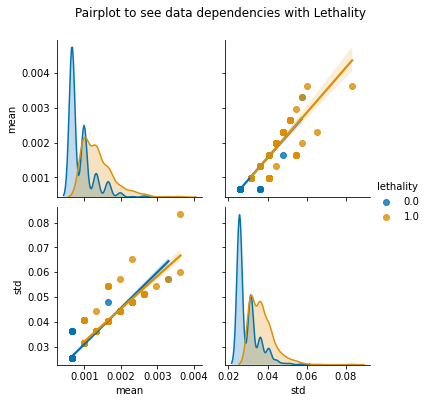 Pairplot to see data dependencies with Lethality
0.004
0.003
0.002
0.001
mean
lethality
0.0
1.0
0.08
0.07
0.06
0.05
0.04
0.03
std
0.001 0.002 0.003 0.004
0.02 0.04 0.06 0.08
mean
std